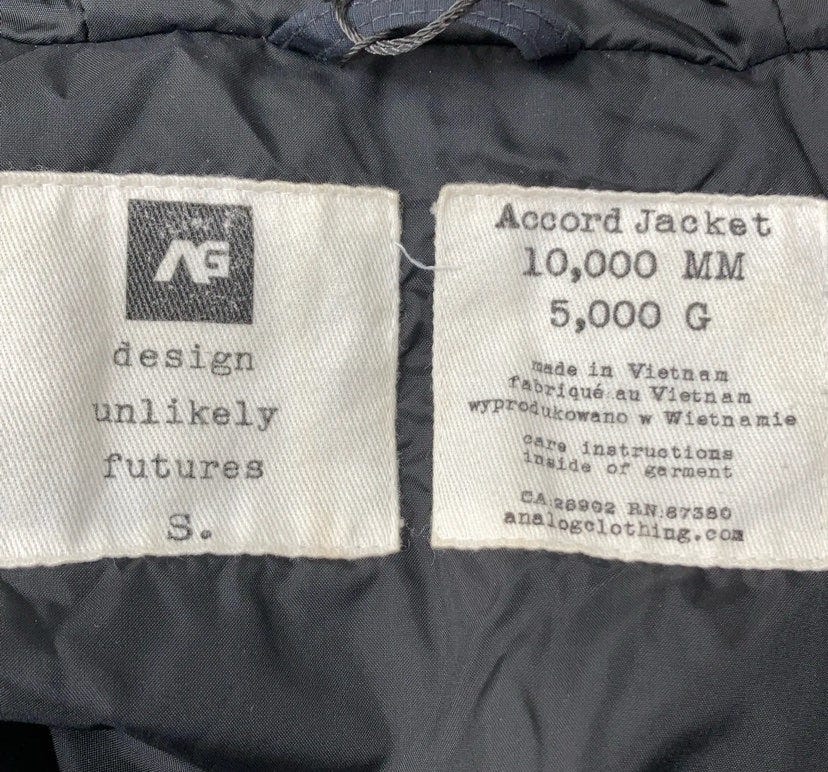 AG
design
unlikely
futures
S.
Accord Jacket
10,000 MM
5,000 G
made in Vietnam
fabriqué au Vietnam
wyprodukowano w Wietnamie
care instructions
inside of garment
CA:26902 RN:87380
analogclothing.com